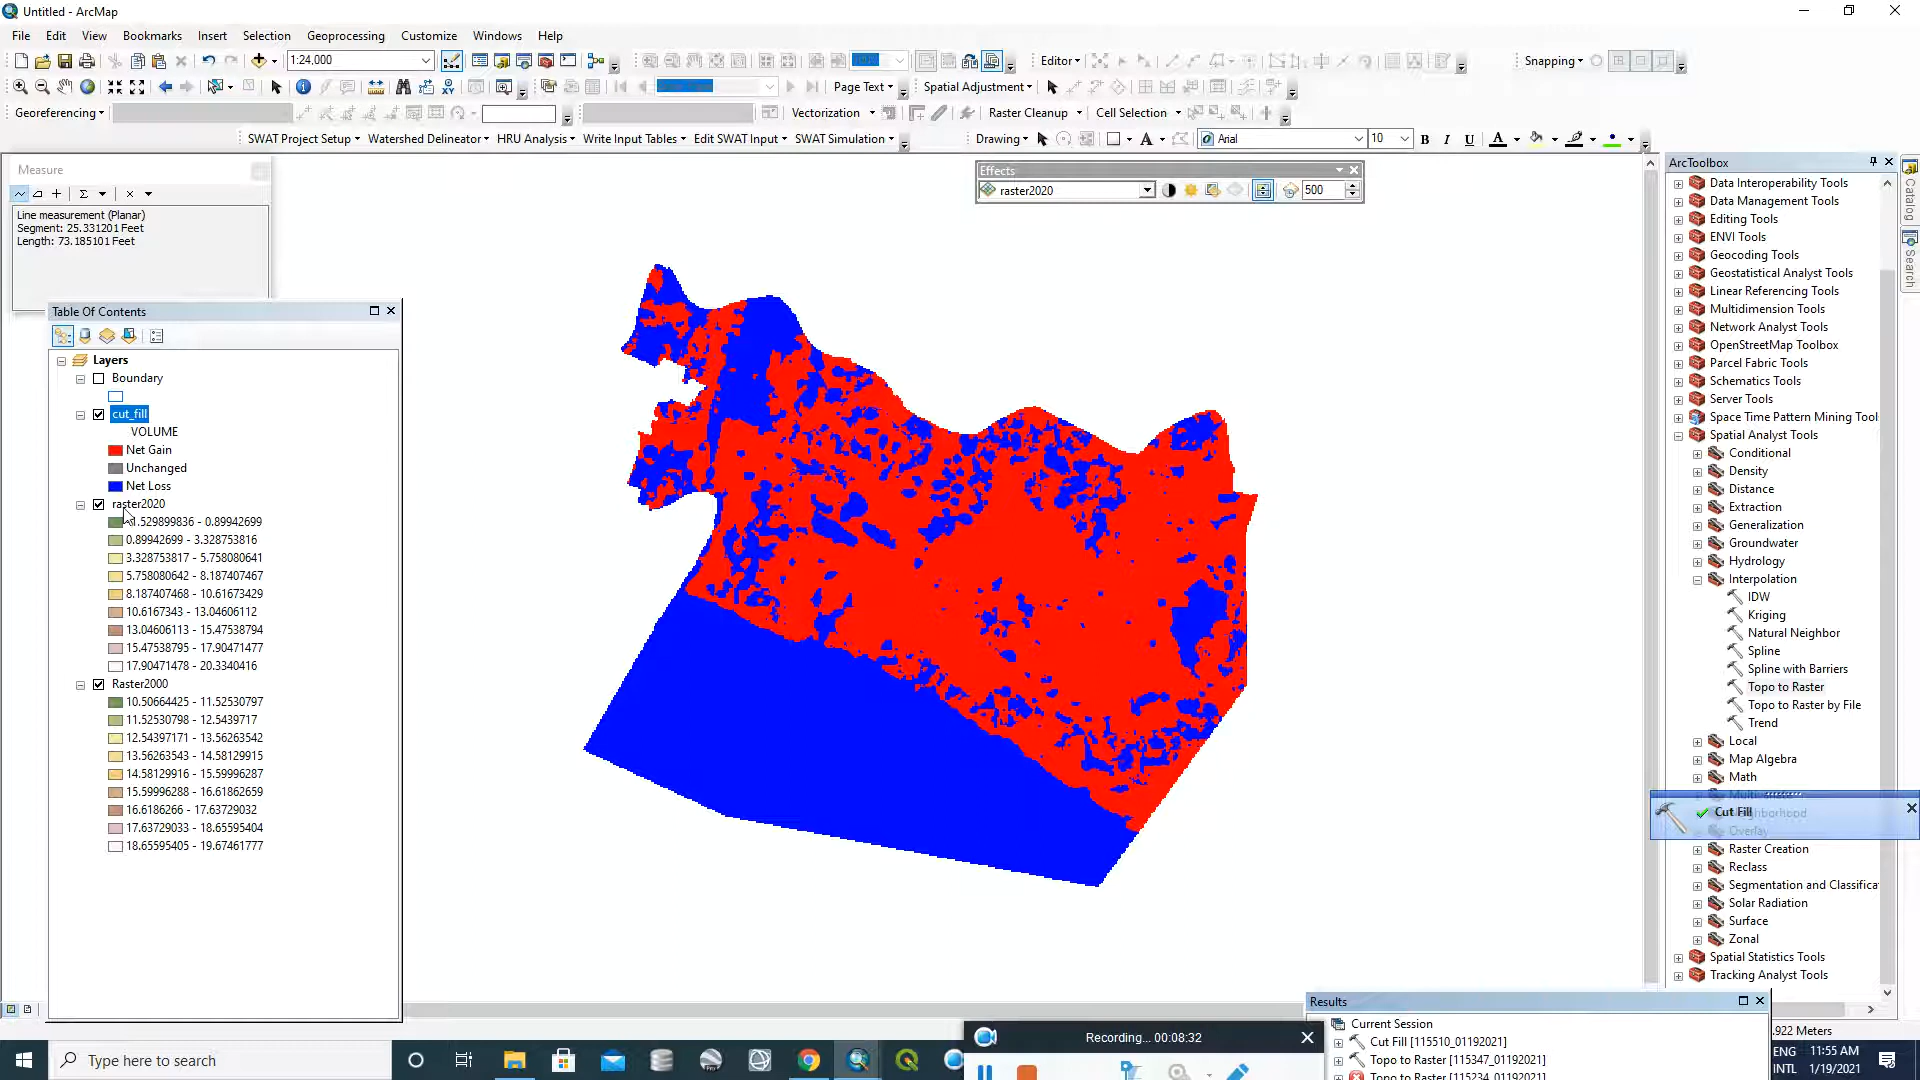 Untitled - ArcMap
File Edit View Bookmarks Insert Selection Geoprocessing Customize Windows Help
1:24,000
Editor
Snapping
Page Text
Spatial Adjustment
Georeferencing
Vectorization
Raster Cleanup
Cell Selection
SWAT Project Setup Watershed Delineator HRU Analysis Write Input Tables Edit SWAT Input SWAT Simulation
Drawing
Arial
10
B I U A
Measure
Line measurement (Planar)
Segment: 25.331201 Feet
Length: 73.185101 Feet
Effects
raster2020
500
Table Of Contents
Layers
Boundary
cut_fill
VOLUME
Net Gain
Unchanged
Net Loss
raster2020
1.529899836 - 0.89942699
0.89942699 - 3.328753816
3.328753817 - 5.758080641
5.758080642 - 8.187407467
8.187407468 - 10.61673429
10.6167343 - 13.04606112
13.04606113 - 15.47538794
15.47538795 - 17.90471477
17.90471478 - 20.3340416
Raster2000
10.50664425 - 11.52530797
11.52530798 - 12.5439717
12.54397171 - 13.56263542
13.56263543 - 14.58129915
14.58129916 - 15.59996287
15.59996288 - 16.61862659
16.6186266 - 17.63729032
17.63729033 - 18.65595404
18.65595405 - 19.67461777
ArcToolbox
Data Interoperability Tools
Data Management Tools
Editing Tools
ENVI Tools
Geocoding Tools
Geostatistical Analyst Tools
Linear Referencing Tools
Multidimension Tools
Network Analyst Tools
OpenStreetMap Toolbox
Parcel Fabric Tools
Schematics Tools
Server Tools
Space Time Pattern Mining Tool
Spatial Analyst Tools
Conditional
Density
Distance
Extraction
Generalization
Groundwater
Hydrology
Interpolation
IDW
Kriging
Natural Neighbor
Spline
Spline with Barriers
Topo to Raster
Topo to Raster by File
Trend
Local
Map Algebra
Math
Cut Fill
Overlay
Raster Creation
Reclass
Segmentation and Classifica
Solar Radiation
Surface
Zonal
Spatial Statistics Tools
Tracking Analyst Tools
Catalog
Search
Results
Current Session
Cut Fill [115510_01192021]
Topo to Raster [115347_01192021]
Topo to Raster [115234_01192021]
.922 Meters
Recording... 00:08:32
Type here to search
ENG
INTL
11:55 AM
1/19/2021